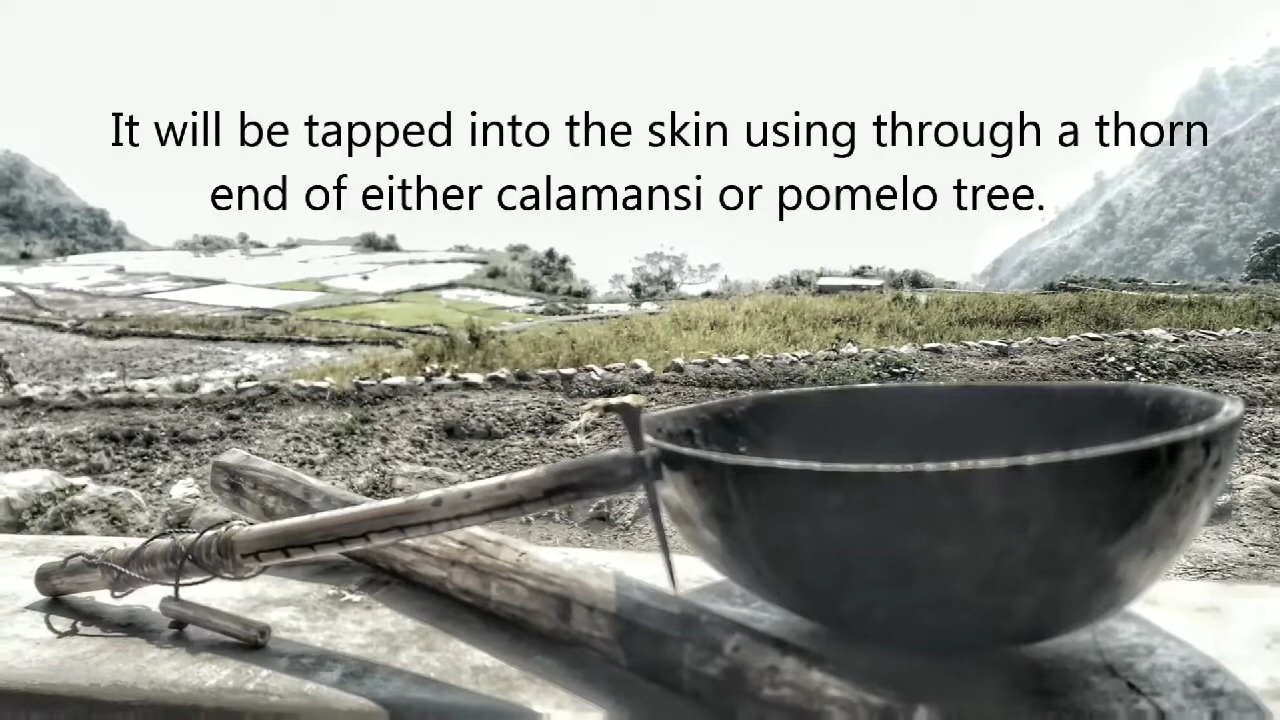 It will be tapped into the skin using through a thorn
end of either calamansi or pomelo tree.